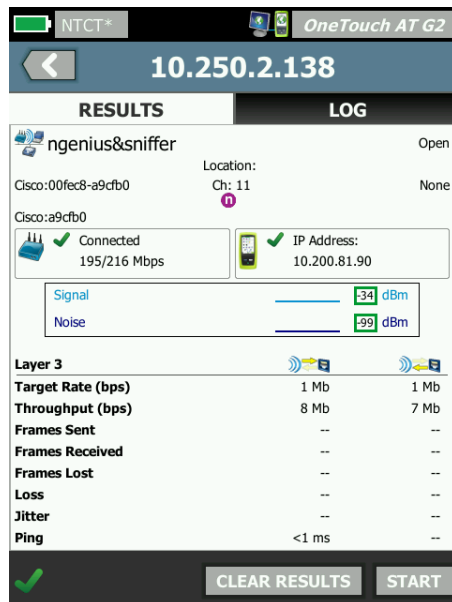 NTCT*
OneTouch AT G2
10.250.2.138
RESULTS LOG
ngenius&sniffer Open
Location:
Cisco:00fec8-a9cfb0 Ch: 11 None
n
Cisco:a9cfb0
Connected
195/216 Mbps
IP Address:
10.200.81.90
Signal -34 dBm
Noise -99 dBm
Layer 3
Target Rate (bps) 1 Mb 1 Mb
Throughput (bps) 8 Mb 7 Mb
Frames Sent -- --
Frames Received -- --
Frames Lost -- --
Loss -- --
Jitter -- --
Ping <1 ms --
CLEAR RESULTS START